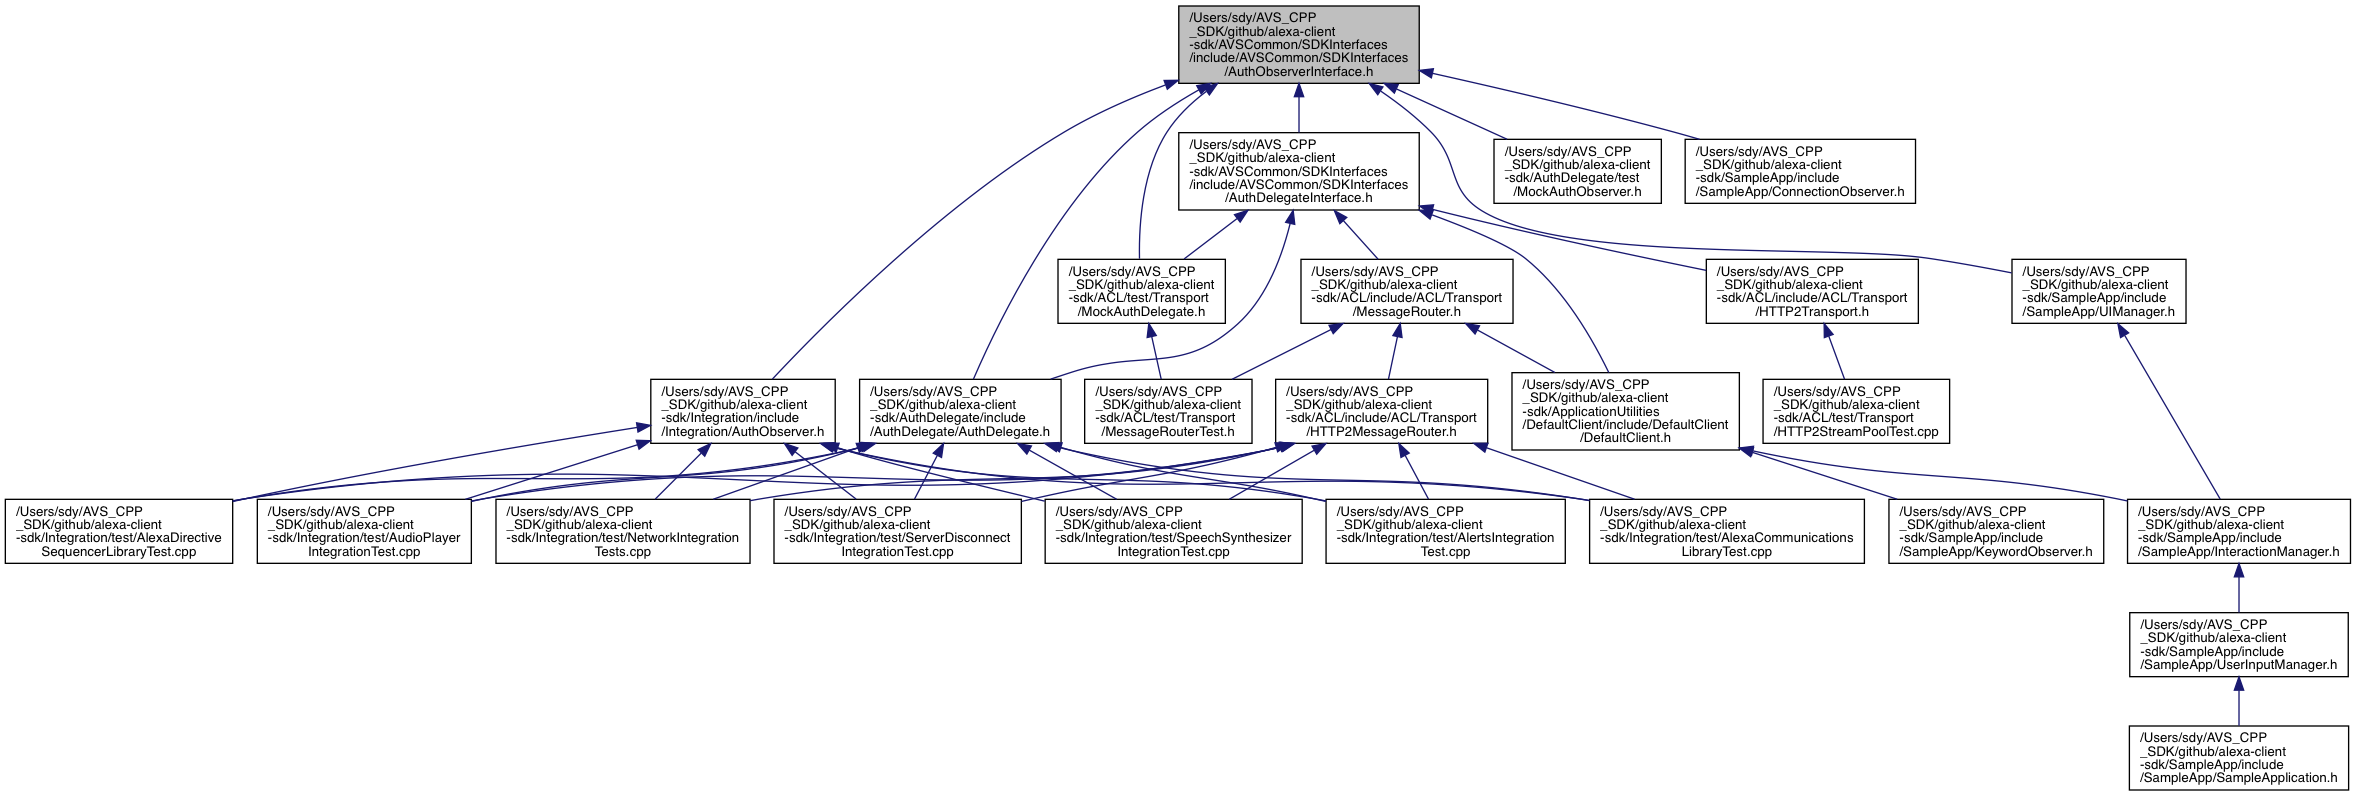 /Users/sdy/AVS_CPP
_SDK/github/alexa-client
-sdk/AVSCommon/SDKInterfaces
/include/AVSCommon/SDKInterfaces
/AuthObserverInterface.h
/Users/sdy/AVS_CPP
_SDK/github/alexa-client
-sdk/AVSCommon/SDKInterfaces
/include/AVSCommon/SDKInterfaces
/AuthDelegateInterface.h
/Users/sdy/AVS_CPP
_SDK/github/alexa-client
-sdk/AuthDelegate/test
/MockAuthObserver.h
/Users/sdy/AVS_CPP
_SDK/github/alexa-client
-sdk/SampleApp/include
/SampleApp/ConnectionObserver.h
/Users/sdy/AVS_CPP
_SDK/github/alexa-client
-sdk/ACL/test/Transport
/MockAuthDelegate.h
/Users/sdy/AVS_CPP
_SDK/github/alexa-client
-sdk/ACL/include/ACL/Transport
/MessageRouter.h
/Users/sdy/AVS_CPP
_SDK/github/alexa-client
-sdk/ACL/include/ACL/Transport
/HTTP2Transport.h
/Users/sdy/AVS_CPP
_SDK/github/alexa-client
-sdk/SampleApp/include
/SampleApp/UIManager.h
/Users/sdy/AVS_CPP
_SDK/github/alexa-client
-sdk/Integration/include
/Integration/AuthObserver.h
/Users/sdy/AVS_CPP
_SDK/github/alexa-client
-sdk/AuthDelegate/include
/AuthDelegate/AuthDelegate.h
/Users/sdy/AVS_CPP
_SDK/github/alexa-client
-sdk/ACL/test/Transport
/MessageRouterTest.h
/Users/sdy/AVS_CPP
_SDK/github/alexa-client
-sdk/ACL/include/ACL/Transport
/HTTP2MessageRouter.h
/Users/sdy/AVS_CPP
_SDK/github/alexa-client
-sdk/ApplicationUtilities
/DefaultClient/include/DefaultClient
/DefaultClient.h
/Users/sdy/AVS_CPP
_SDK/github/alexa-client
-sdk/ACL/test/Transport
/HTTP2StreamPoolTest.cpp
/Users/sdy/AVS_CPP
_SDK/github/alexa-client
-sdk/Integration/test/AlexaDirective
SequencerLibraryTest.cpp
/Users/sdy/AVS_CPP
_SDK/github/alexa-client
-sdk/Integration/test/AudioPlayer
IntegrationTest.cpp
/Users/sdy/AVS_CPP
_SDK/github/alexa-client
-sdk/Integration/test/NetworkIntegration
Tests.cpp
/Users/sdy/AVS_CPP
_SDK/github/alexa-client
-sdk/Integration/test/ServerDisconnect
IntegrationTest.cpp
/Users/sdy/AVS_CPP
_SDK/github/alexa-client
-sdk/Integration/test/SpeechSynthesizer
IntegrationTest.cpp
/Users/sdy/AVS_CPP
_SDK/github/alexa-client
-sdk/Integration/test/AlertsIntegration
Test.cpp
/Users/sdy/AVS_CPP
_SDK/github/alexa-client
-sdk/Integration/test/AlexaCommunications
LibraryTest.cpp
/Users/sdy/AVS_CPP
_SDK/github/alexa-client
-sdk/SampleApp/include
/SampleApp/KeywordObserver.h
/Users/sdy/AVS_CPP
_SDK/github/alexa-client
-sdk/SampleApp/include
/SampleApp/InteractionManager.h
/Users/sdy/AVS_CPP
_SDK/github/alexa-client
-sdk/SampleApp/include
/SampleApp/UserInputManager.h
/Users/sdy/AVS_CPP
_SDK/github/alexa-client
-sdk/SampleApp/include
/SampleApp/SampleApplication.h